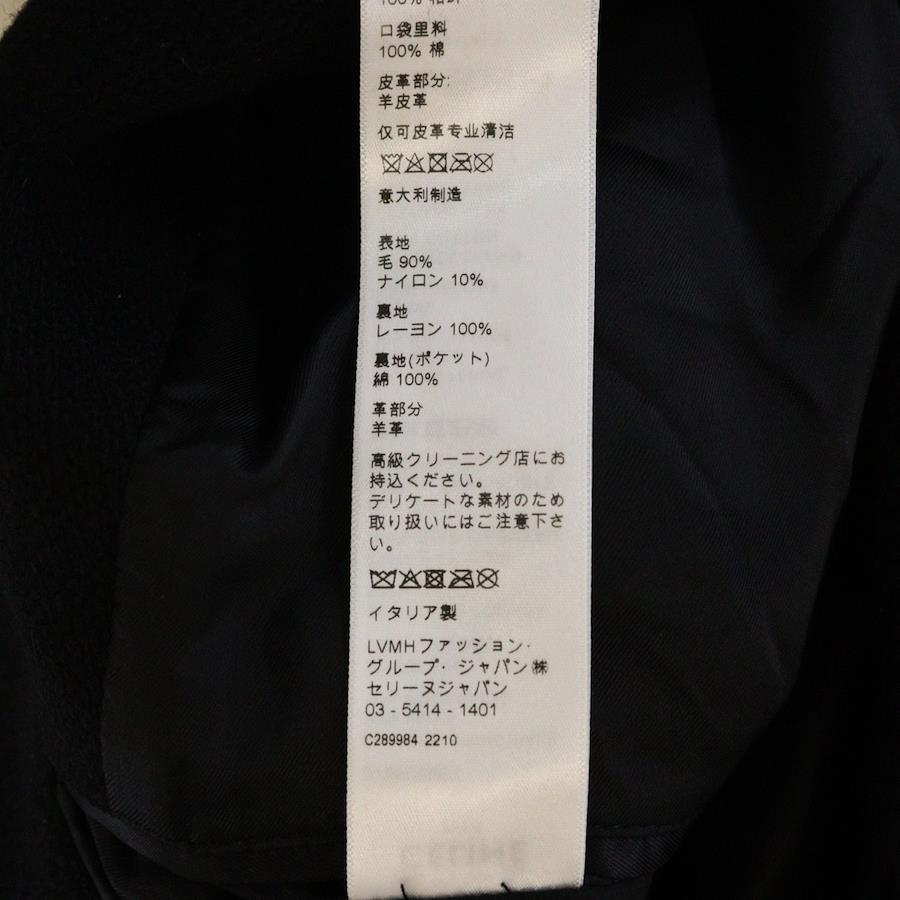 口袋里料
100% 棉
皮革部分:
羊皮革
仅可皮革专业清洁
意大利制造
表地
毛 90%
ナイロン 10%
裏地
レーヨン 100%
裏地(ポケット)
綿 100%
革部分
羊革
高級クリーニング店にお
持込ください。
デリケートな素材のため
取り扱いにはご注意下さ
い。
イタリア製
LVMHファッション・
グループ・ジャパン㈱
セリーヌジャパン
03 - 5414 - 1401
C289984 2210